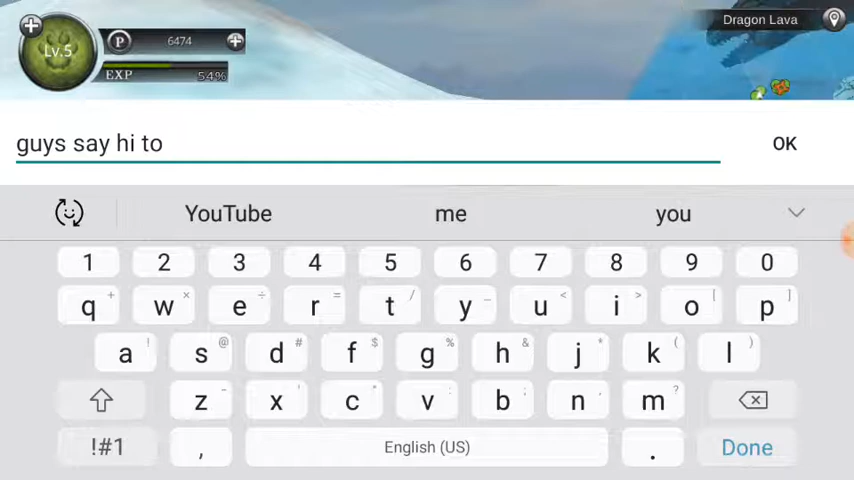 Dragon Lava
Lv.5
P 6474
EXP 54%
guys say hi to
OK
YouTube me you
1 2 3 4 5 6 7 8 9 0
q + w × e ÷ r = t / y _ u < i > o [ p ]
a ! s @ d # f $ g % h & j * k ( l )
z - x ' c " v : b ; n , m ?
!#1 , English (US) . Done